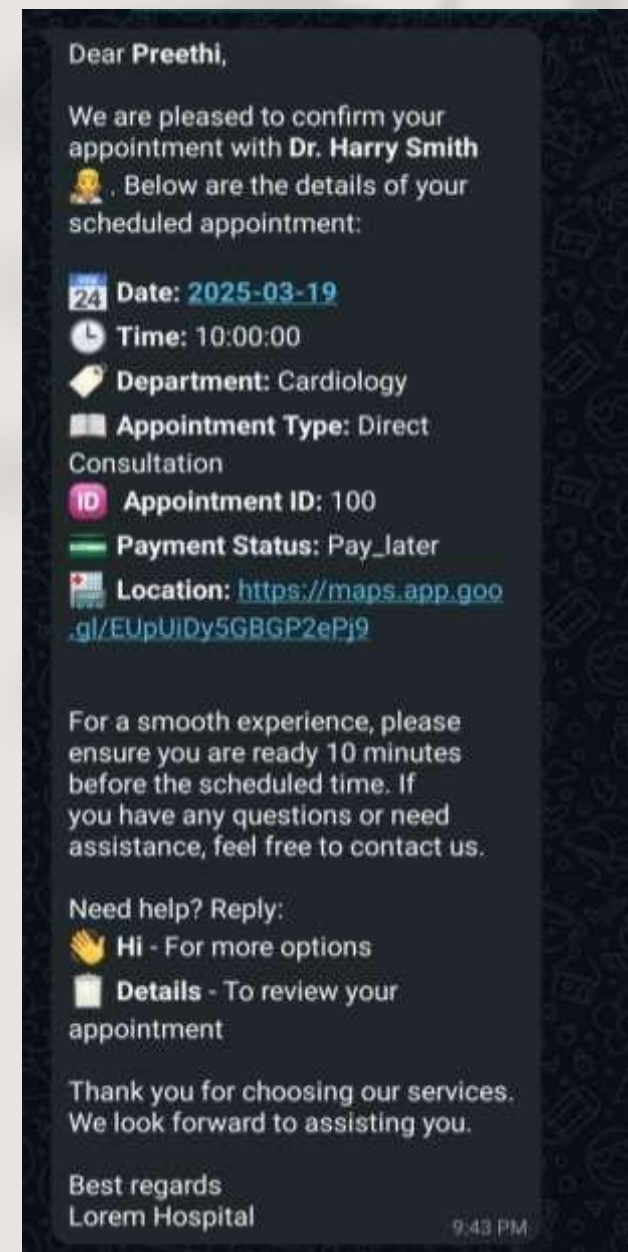 Dear Preethi,
We are pleased to confirm your
appointment with Dr. Harry Smith
. Below are the details of your
scheduled appointment:
24 Date: 2025-03-19
Time: 10:00:00
Department: Cardiology
Appointment Type: Direct
Consultation
ID Appointment ID: 100
Payment Status: Pay_later
Location: https://maps.app.goo
.gl/EUpUiDy5GBGP2ePj9
For a smooth experience, please
ensure you are ready 10 minutes
before the scheduled time. If
you have any questions or need
assistance, feel free to contact us.
Need help? Reply:
Hi - For more options
Details - To review your
appointment
Thank you for choosing our services.
We look forward to assisting you.
Best regards
Lorem Hospital
9:43 PM